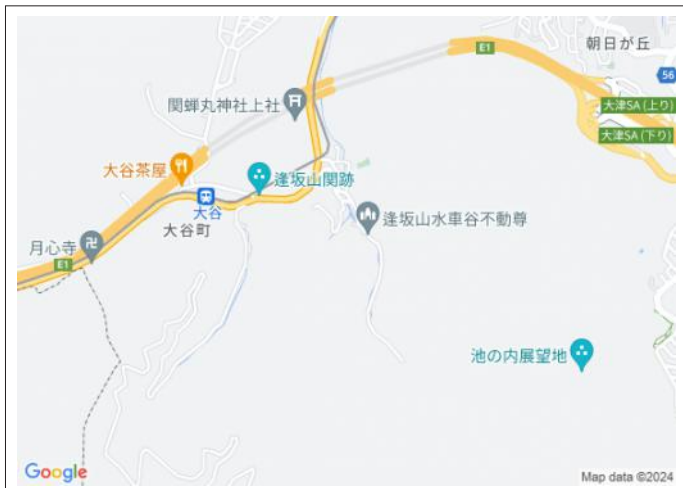 朝日が丘
E1
56
関蝉丸神社上社
大津SA(上り)
大津SA(下り)
大谷茶屋
逢坂山関跡
大谷
大谷町
逢坂山水車谷不動尊
月心寺
E1
池の内展望地
Google
Map data ©2024